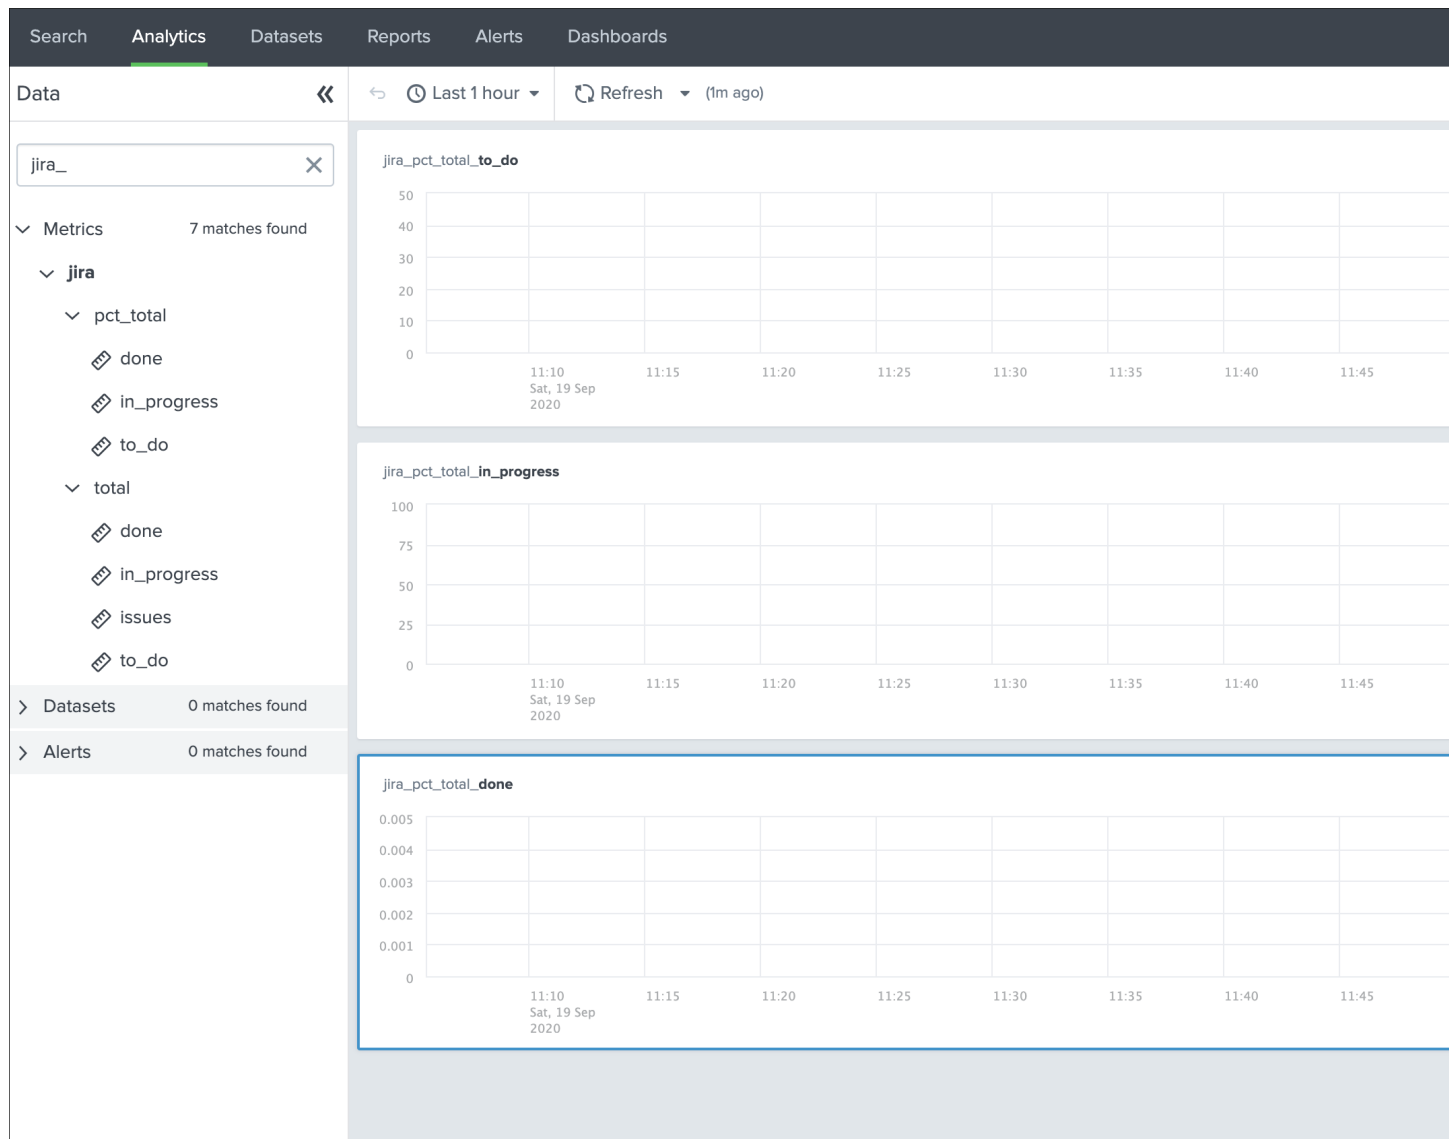 Search Analytics Datasets Reports Alerts Dashboards
Data
Last 1 hour
Refresh
(1m ago)
jira_
Metrics 7 matches found
jira
pct_total
done
in_progress
to_do
total
done
in_progress
issues
to_do
Datasets 0 matches found
Alerts 0 matches found
jira_pct_total_to_do
50
40
30
20
10
0
11:10 11:15 11:20 11:25 11:30 11:35 11:40 11:45
Sat, 19 Sep
2020
jira_pct_total_in_progress
100
75
50
25
0
11:10 11:15 11:20 11:25 11:30 11:35 11:40 11:45
Sat, 19 Sep
2020
jira_pct_total_done
0.005
0.004
0.003
0.002
0.001
0
11:10 11:15 11:20 11:25 11:30 11:35 11:40 11:45
Sat, 19 Sep
2020